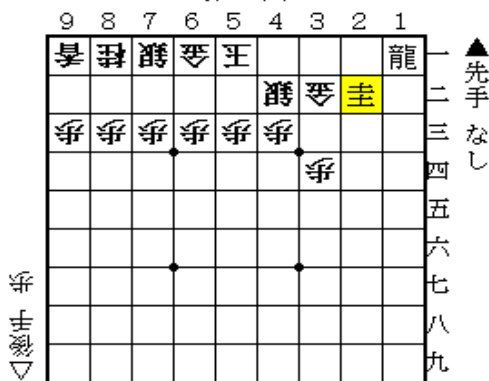 ９ ８ ７ ６ ５ ４ ３ ２ １
香 桂 銀 金 王 龍 一
銀 金 圭 二
歩 歩 歩 歩 歩 歩 三
歩 四
五
六
七
八
九
▲先手 なし
△後手 歩